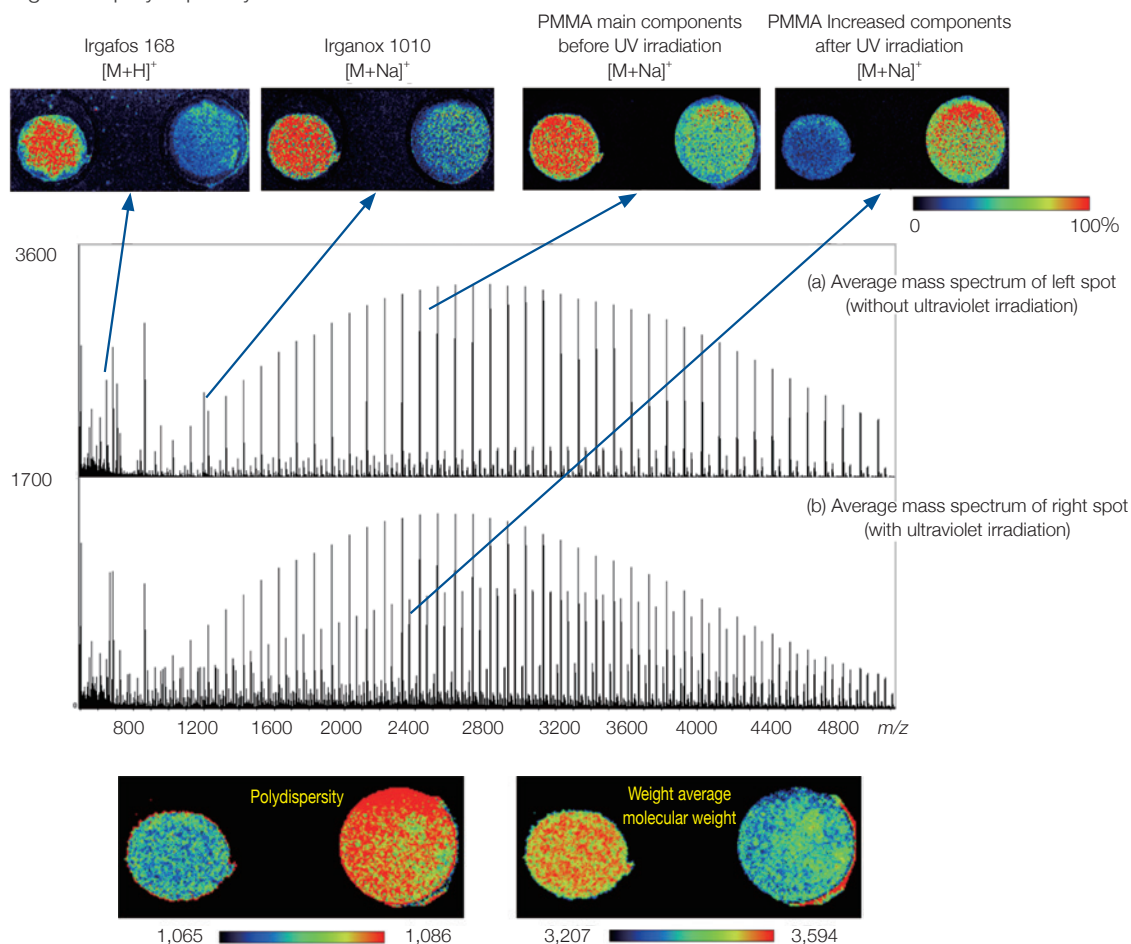 Irgafos 168
[M+H]⁺
Irganox 1010
[M+Na]⁺
PMMA main components
before UV irradiation
[M+Na]⁺
PMMA Increased components
after UV irradiation
[M+Na]⁺
0 100%
3600
(a) Average mass spectrum of left spot
(without ultraviolet irradiation)
1700
(b) Average mass spectrum of right spot
(with ultraviolet irradiation)
0
800 1200 1600 2000 2400 2800 3200 3600 4000 4400 4800 m/z
Polydispersity
Weight average
molecular weight
1,065 1,086
3,207 3,594